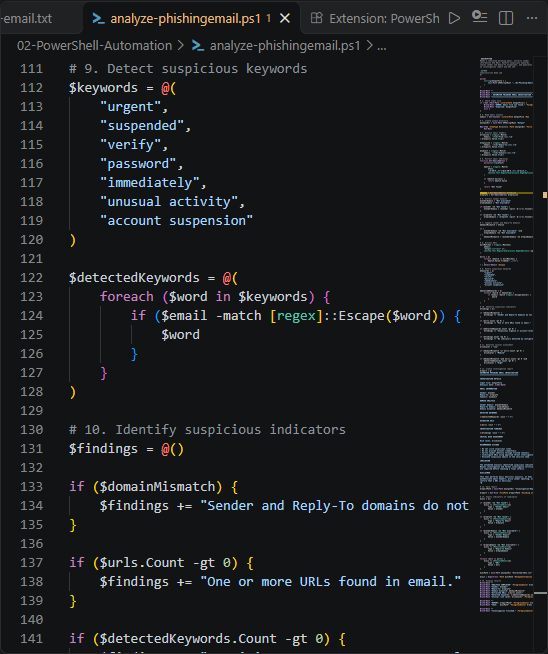 -email.txt
analyze-phishingemail.ps1 1
Extension: PowerSh
02-PowerShell-Automation > analyze-phishingemail.ps1 > ...
111 # 9. Detect suspicious keywords
112 $keywords = @(
113 "urgent",
114 "suspended",
115 "verify",
116 "password",
117 "immediately",
118 "unusual activity",
119 "account suspension"
120 )
121
122 $detectedKeywords = @(
123 foreach ($word in $keywords) {
124 if ($email -match [regex]::Escape($word)) {
125 $word
126 }
127 }
128 )
129
130 # 10. Identify suspicious indicators
131 $findings = @()
132
133 if ($domainMismatch) {
134 $findings += "Sender and Reply-To domains do not
135 }
136
137 if ($urls.Count -gt 0) {
138 $findings += "One or more URLs found in email."
139 }
140
141 if ($detectedKeywords.Count -gt 0) {